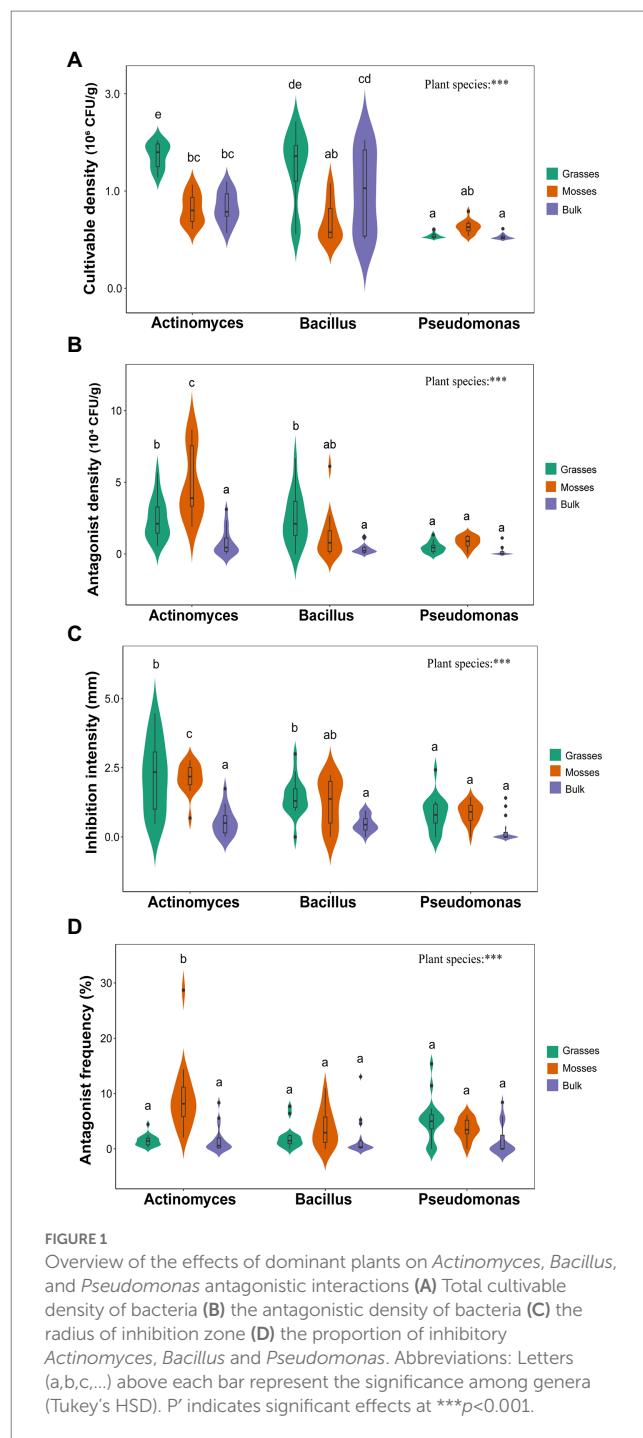 A
Cultivable density (10⁶ CFU/g)
3.0
1.0
0.0
e
bc
bc
de
ab
cd
a
ab
a
Plant species:***
Grasses
Mosses
Bulk
Actinomyces
Bacillus
Pseudomonas
B
Antagonist density (10⁴ CFU/g)
10
5
0
b
c
a
b
ab
a
a
a
a
Plant species:***
Grasses
Mosses
Bulk
Actinomyces
Bacillus
Pseudomonas
C
Inhibition intensity (mm)
5.0
2.5
0.0
b
c
a
b
ab
a
a
a
a
Plant species:***
Grasses
Mosses
Bulk
Actinomyces
Bacillus
Pseudomonas
D
Antagonist frequency (%)
30
20
10
0
a
b
a
a
a
a
a
a
a
Plant species:***
Grasses
Mosses
Bulk
Actinomyces
Bacillus
Pseudomonas
FIGURE 1
Overview of the effects of dominant plants on Actinomyces, Bacillus,
and Pseudomonas antagonistic interactions (A) Total cultivable
density of bacteria (B) the antagonistic density of bacteria (C) the
radius of inhibition zone (D) the proportion of inhibitory
Actinomyces, Bacillus and Pseudomonas. Abbreviations: Letters
(a,b,c,...) above each bar represent the significance among genera
(Tukey's HSD). P′ indicates significant effects at ***p<0.001.